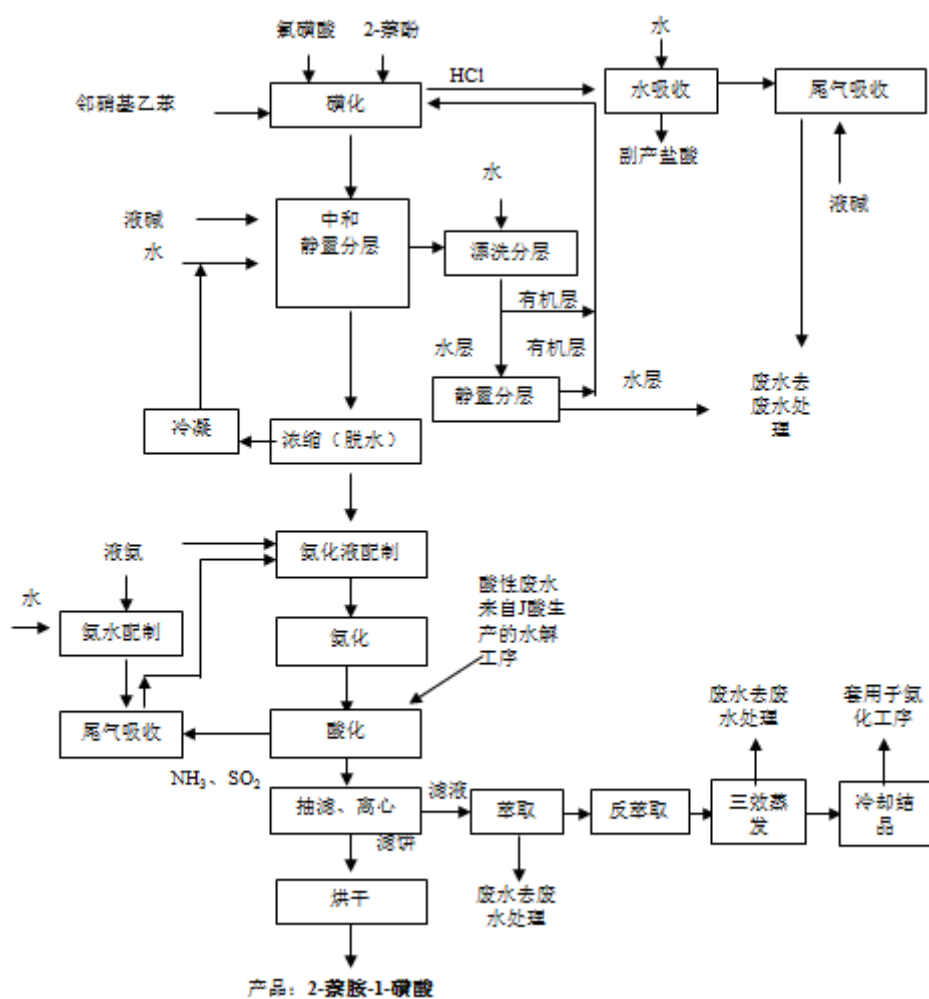 氯磺酸
2-萘酚
水
HCl
磺化
水吸收
尾气吸收
邻硝基乙苯
副产盐酸
水
液碱
中和
静置分层
液碱
水
漂洗分层
有机层
水层
有机层
水层
静置分层
废水去
废水处
理
冷凝
浓缩（脱水）
液氨
氨化液配制
水
氨水配制
酸性废水
来自J酸生
产的水解
工序
氨化
废水去废
水处理
套用于氨
化工序
尾气吸收
酸化
NH₃、SO₂
抽滤、离心
滤液
萃取
反萃取
三效蒸
发
冷却结
晶
滤饼
烘干
废水去废
水处理
产品：2-萘胺-1-磺酸